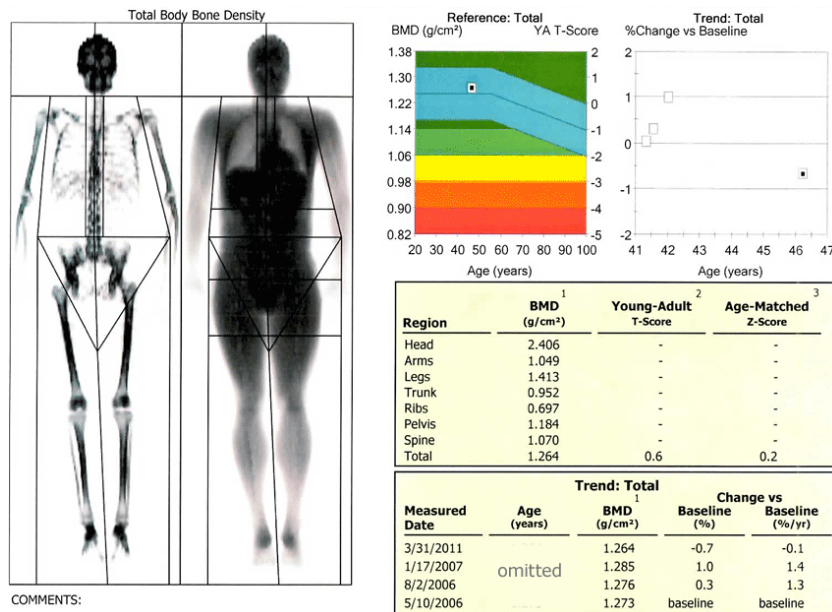 Total Body Bone Density
Reference: Total
BMD (g/cm²) YA T-Score
1.38 2
1.30 1
1.22 0
1.14 -1
1.06 -2
0.98 -3
0.90 -4
0.82 -5
20 30 40 50 60 70 80 90 100
Age (years)
Trend: Total
%Change vs Baseline
2
1
0
-1
-2
41 42 43 44 45 46 47
Age (years)
Region BMD (g/cm²) 1 Young-Adult T-Score 2 Age-Matched Z-Score 3
Head 2.406 - -
Arms 1.049 - -
Legs 1.413 - -
Trunk 0.952 - -
Ribs 0.697 - -
Pelvis 1.184 - -
Spine 1.070 - -
Total 1.264 0.6 0.2
Trend: Total
Change vs
Measured Date Age (years) BMD (g/cm²) 1 Baseline (%) Baseline (%/yr)
3/31/2011 1.264 -0.7 -0.1
omitted
1/17/2007 1.285 1.0 1.4
8/2/2006 1.276 0.3 1.3
5/10/2006 1.273 baseline baseline
COMMENTS: